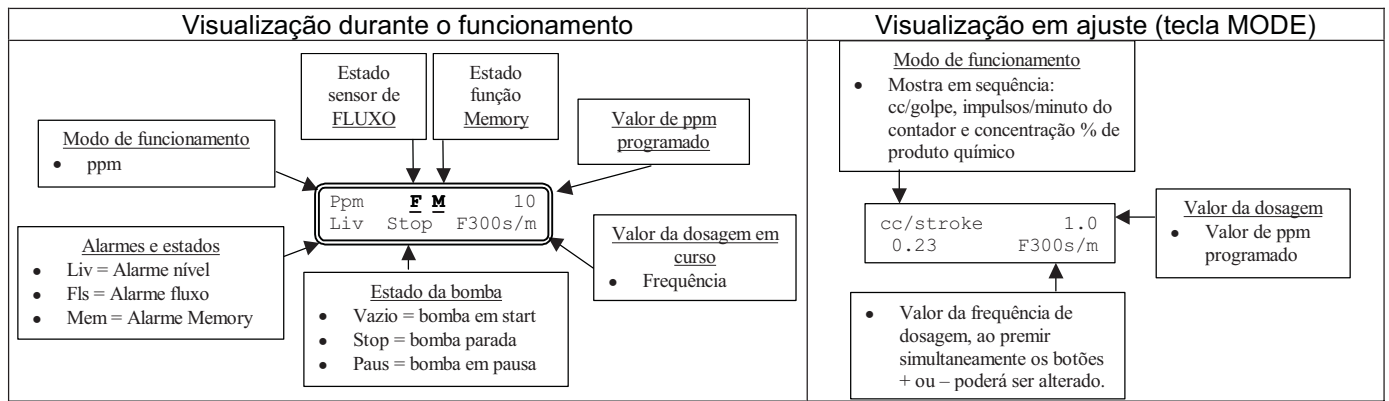 Visualização durante o funcionamento
Visualização em ajuste (tecla MODE)
Estado
sensor de
FLUXO
Estado
função
Memory
Modo de funcionamento
• ppm
Valor de ppm
programado
Ppm F M 10
Liv Stop F300s/m
Alarmes e estados
• Liv = Alarme nível
• Fls = Alarme fluxo
• Mem = Alarme Memory
Estado da bomba
• Vazio = bomba em start
• Stop = bomba parada
• Paus = bomba em pausa
Valor da dosagem em
curso
• Frequência
Modo de funcionamento
• Mostra em sequência:
cc/golpe, impulsos/minuto do
contador e concentração % de
produto químico
cc/stroke 1.0
0.23 F300s/m
Valor da dosagem
• Valor de ppm
programado
• Valor da frequência de
dosagem, ao premir
simultaneamente os botões
+ ou – poderá ser alterado.